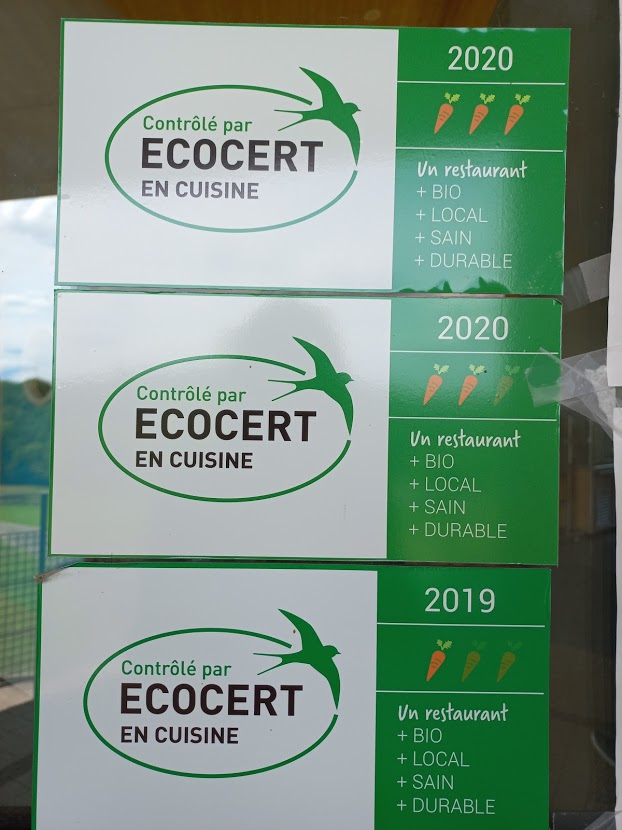 Contrôlé par
ECOCERT
EN CUISINE
2020
Un restaurant
+ BIO
+ LOCAL
+ SAIN
+ DURABLE
Contrôlé par
ECOCERT
EN CUISINE
2020
Un restaurant
+ BIO
+ LOCAL
+ SAIN
+ DURABLE
Contrôlé par
ECOCERT
EN CUISINE
2019
Un restaurant
+ BIO
+ LOCAL
+ SAIN
+ DURABLE